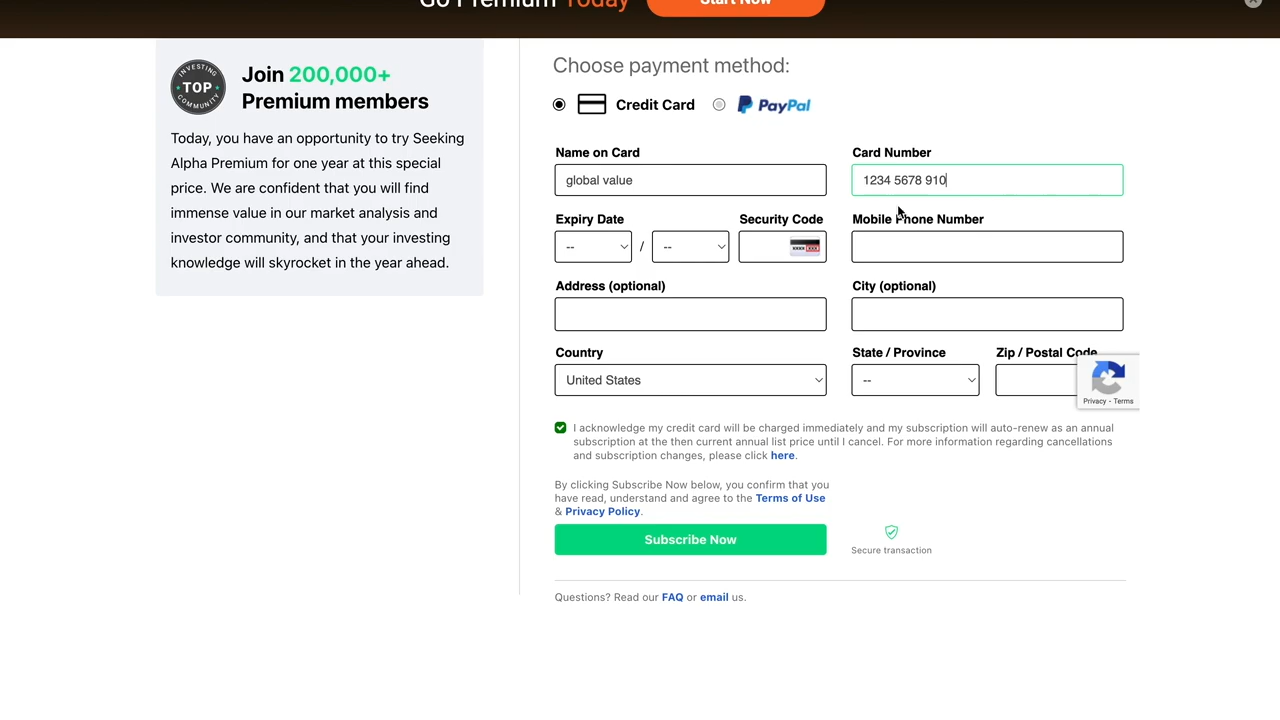 Go Premium Today
Start Now
INVESTING
TOP
COMMUNITY
Join 200,000+
Premium members
Today, you have an opportunity to try Seeking
Alpha Premium for one year at this special
price. We are confident that you will find
immense value in our market analysis and
investor community, and that your investing
knowledge will skyrocket in the year ahead.
Choose payment method:
Credit Card
PayPal
Name on Card
Card Number
global value
1234 5678 910
Expiry Date
Security Code
Mobile Phone Number
-- / --
Address (optional)
City (optional)
Country
State / Province
Zip / Postal Code
United States
--
Privacy - Terms
I acknowledge my credit card will be charged immediately and my subscription will auto-renew as an annual
subscription at the then current annual list price until I cancel. For more information regarding cancellations
and subscription changes, please click here.
By clicking Subscribe Now below, you confirm that you
have read, understand and agree to the Terms of Use
& Privacy Policy.
Subscribe Now
Secure transaction
Questions? Read our FAQ or email us.